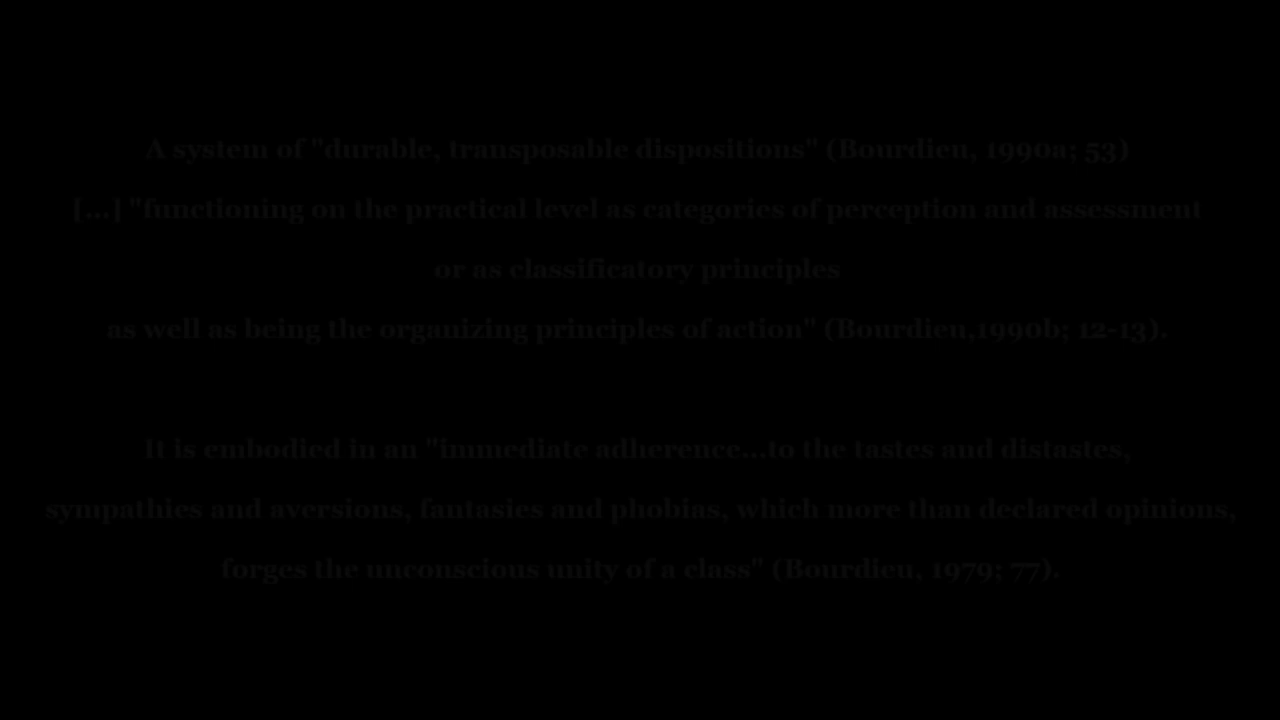 A system of "durable, transposable dispositions" (Bourdieu, 1990a; 53)
[...] "functioning on the practical level as categories of perception and assessment
or as classificatory principles
as well as being the organizing principles of action" (Bourdieu,1990b; 12-13).
It is embodied in an "immediate adherence...to the tastes and distastes,
sympathies and aversions, fantasies and phobias, which more than declared opinions,
forges the unconscious unity of a class" (Bourdieu, 1979; 77).